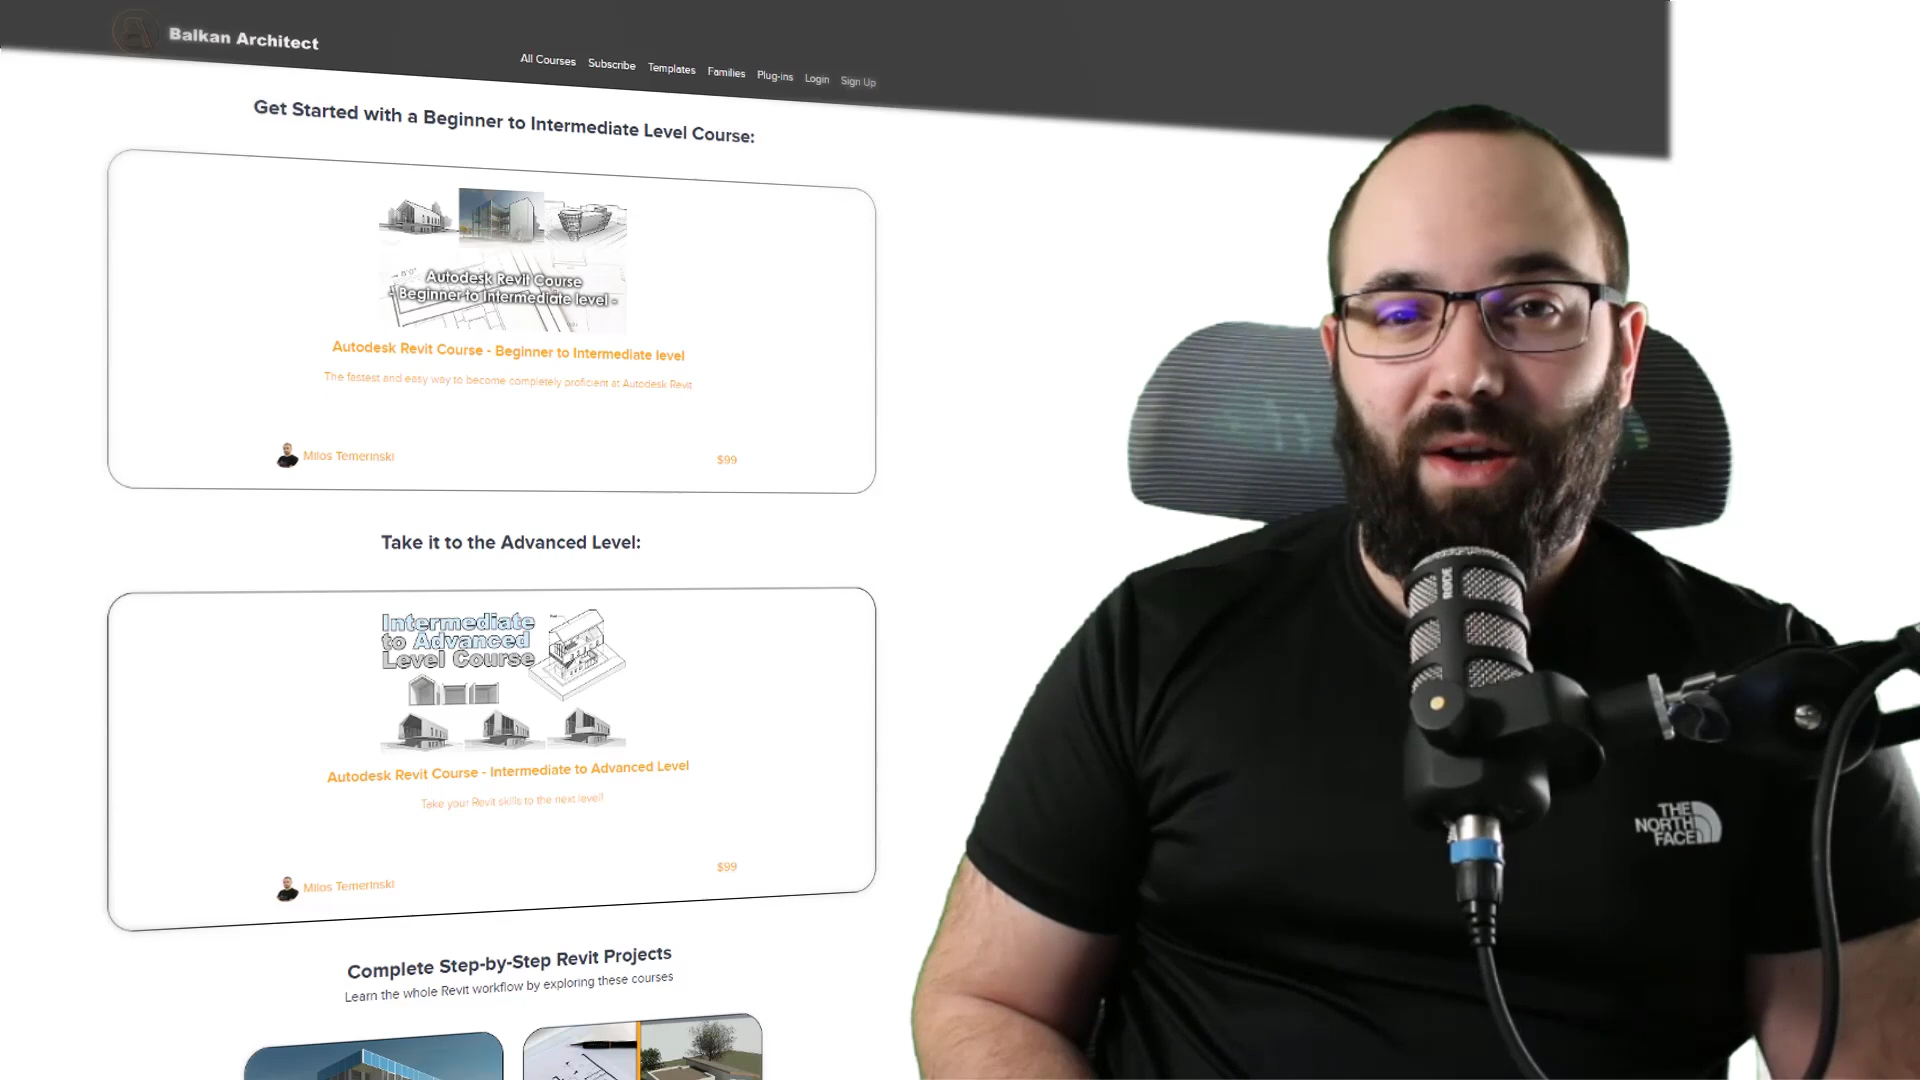 Balkan Architect
All Courses Subscribe Templates Families Plug-ins Login Sign Up
Get Started with a Beginner to Intermediate Level Course:
Autodesk Revit Course
- Beginner to Intermediate level -
Autodesk Revit Course - Beginner to Intermediate level
The fastest and easy way to become completely proficient at Autodesk Revit
Milos Temerinski
$99
Take it to the Advanced Level:
Intermediate
to Advanced
Level Course
Autodesk Revit Course - Intermediate to Advanced Level
Take your Revit skills to the next level!
Milos Temerinski
$99
Complete Step-by-Step Revit Projects
Learn the whole Revit workflow by exploring these courses
RØDE
THE
NORTH
FACE